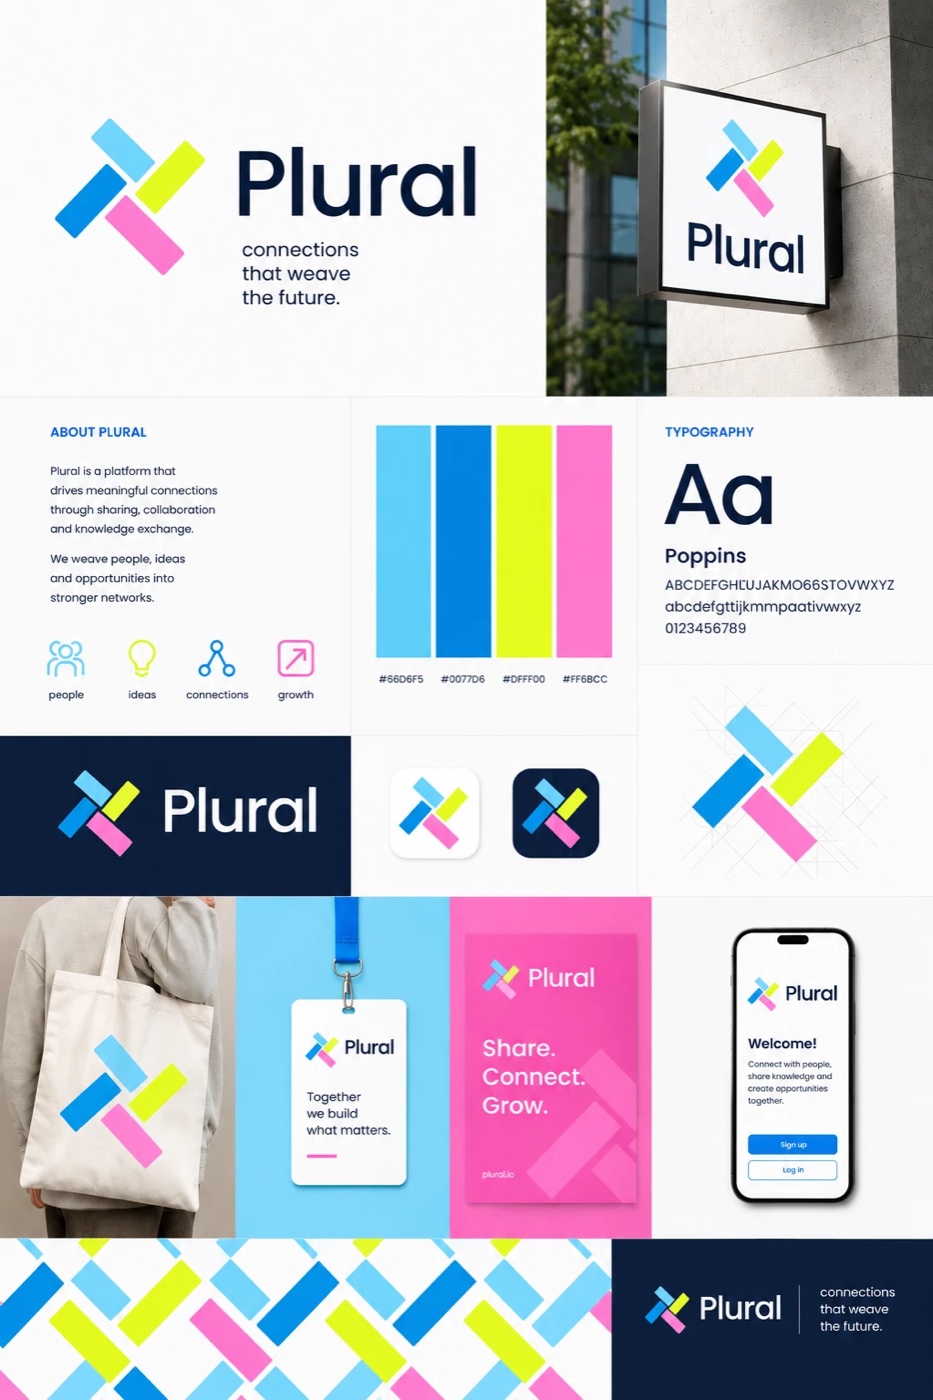 Plural
connections
that weave
the future.
Plural
ABOUT PLURAL
Plural is a platform that
drives meaningful connections
through sharing, collaboration
and knowledge exchange.
We weave people, ideas
and opportunities into
stronger networks.
people
ideas
connections
growth
#66D6F5
#0077D6
#DFFF00
#FF6BCC
TYPOGRAPHY
Aa
Poppins
ABCDEFGHLUJAKMO66STOVWXYZ
abcdefgttijkmmpaativwxyz
0123456789
Plural
Plural
Together
we build
what matters.
Plural
Share.
Connect.
Grow.
plural.io
Plural
Welcome!
Connect with people,
share knowledge and
create opportunities
together.
Sign up
Log in
Plural
connections
that weave
the future.